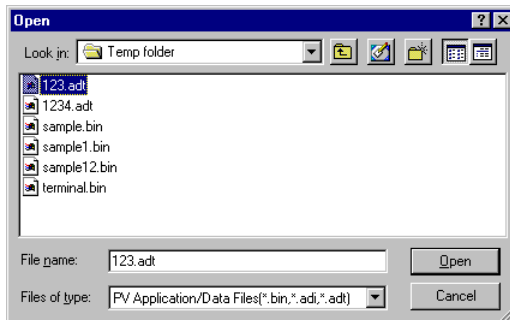 Open
Look in: Temp folder
123.adt
1234.adt
sample.bin
sample1.bin
sample12.bin
terminal.bin
File name: 123.adt Open
Files of type: PV Application/Data Files(*.bin,*.adi,*.adt) Cancel